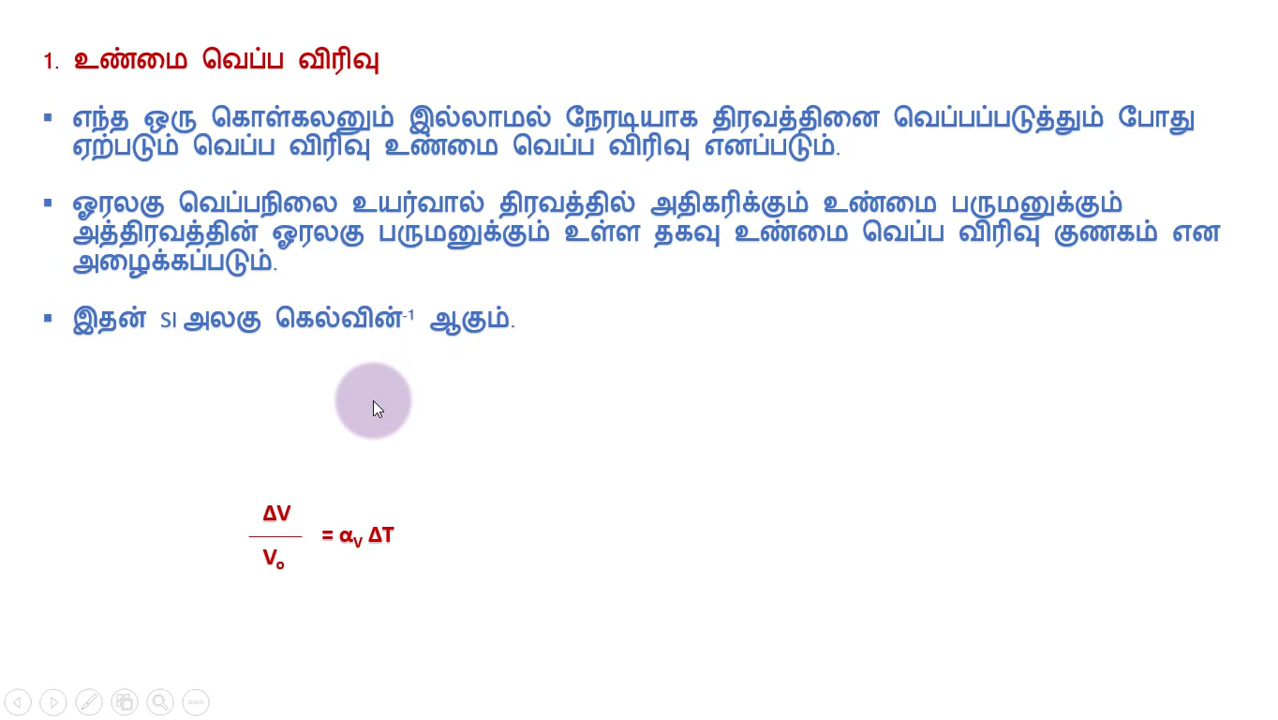 1. உண்மை வெப்ப விரிவு
▪ எந்த ஒரு கொள்கலனும் இல்லாமல் நேரடியாக திரவத்தினை வெப்பப்படுத்தும் போது
ஏற்படும் வெப்ப விரிவு உண்மை வெப்ப விரிவு எனப்படும்.
▪ ஓரலகு வெப்பநிலை உயர்வால் திரவத்தில் அதிகரிக்கும் உண்மை பருமனுக்கும்
அத்திரவத்தின் ஓரலகு பருமனுக்கும் உள்ள தகவு உண்மை வெப்ப விரிவு குணகம் என
அழைக்கப்படும்.
▪ இதன் SI அலகு கெல்வின்⁻¹ ஆகும்.
ΔV
= αV ΔT
Vo